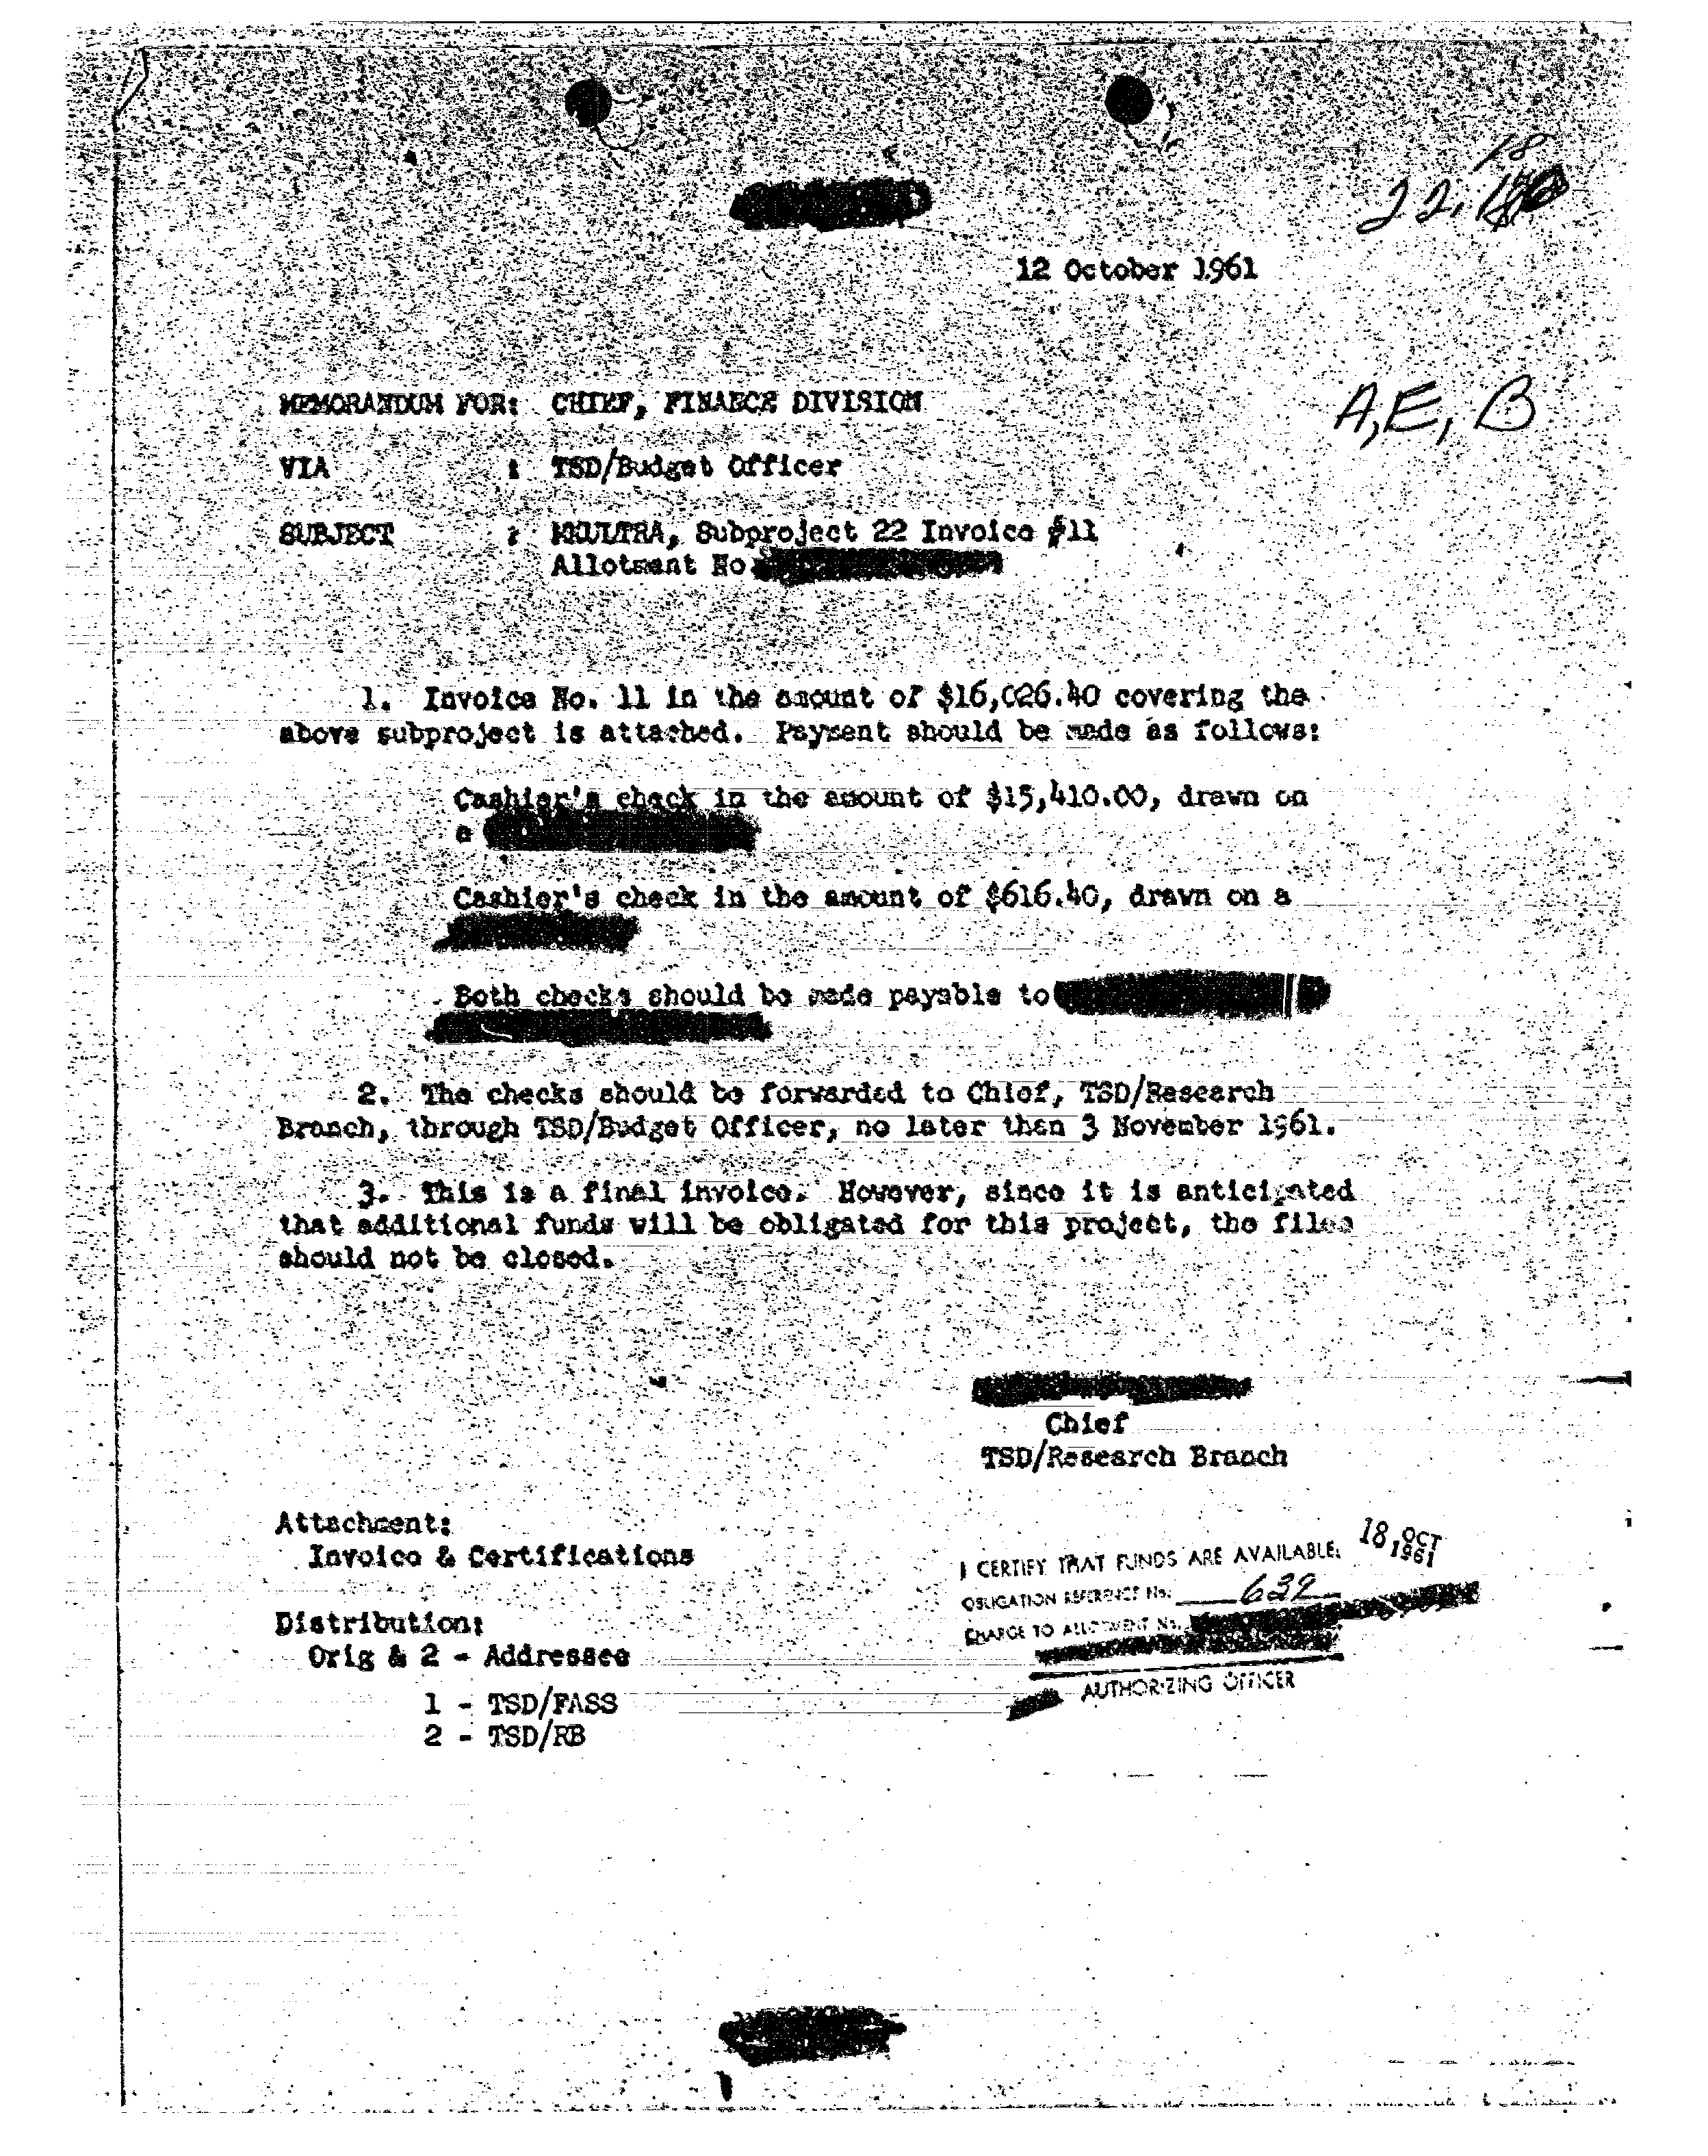 18
22,
12 October 1961
MEMORANDUM FOR: CHIEF, FINANCE DIVISION
A, E, B
VIA : TSD/Budget Officer
SUBJECT : MKULTRA, Subproject 22 Invoice #11
Allotment No.
1. Invoice No. 11 in the amount of $16,026.40 covering the
above subproject is attached. Payment should be made as follows:
Cashier's check in the amount of $15,410.00, drawn on
a
Cashier's check in the amount of $616.40, drawn on a
Both checks should be made payable to
2. The checks should be forwarded to Chief, TSD/Research
Branch, through TSD/Budget Officer, no later than 3 November 1961.
3. This is a final invoice. However, since it is anticipated
that additional funds will be obligated for this project, the files
should not be closed.
Chief
TSD/Research Branch
Attachment:
Invoice & Certifications
18 OCT 1961
I CERTIFY THAT FUNDS ARE AVAILABLE.
OBLIGATION REFERENCE No. 639
CHARGE TO ALLOTMENT No.
AUTHORIZING OFFICER
Distribution:
Orig & 2 - Addressee
1 - TSD/FASS
2 - TSD/RB